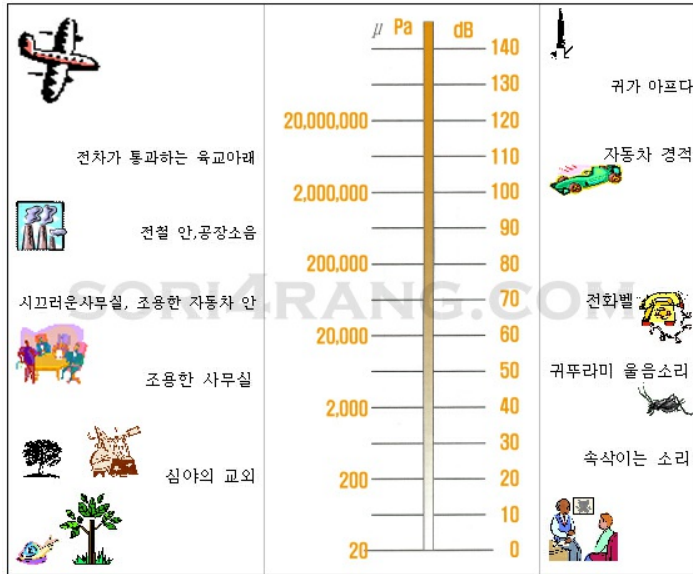 μ Pa dB
140
130
귀가 아프다
20,000,000 120
전차가 통과하는 육교아래
110
자동차 경적
2,000,000 100
전철 안,공장소음
90
200,000 80
시끄러운사무실, 조용한 자동차 안
70
전화벨
SORI4RANG.COM
20,000 60
조용한 사무실
50
귀뚜라미 울음소리
2,000 40
30
속삭이는 소리
심야의 교외
200 20
10
20 0